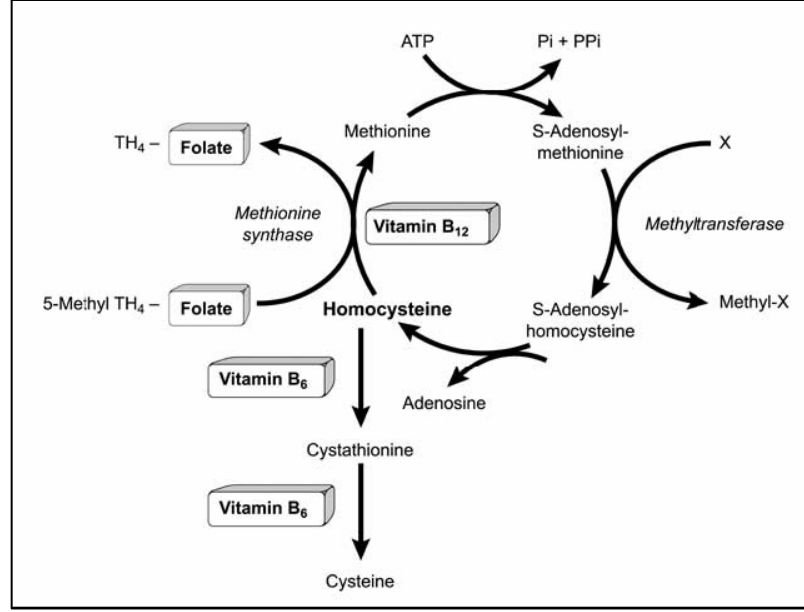 ATP
Pi + PPi
TH₄ –
Folate
Methionine
S-Adenosyl-
methionine
X
Methionine
synthase
Vitamin B₁₂
Methyltransferase
5-Methyl TH₄ –
Folate
Homocysteine
S-Adenosyl-
homocysteine
Methyl-X
Vitamin B₆
Adenosine
Cystathionine
Vitamin B₆
Cysteine